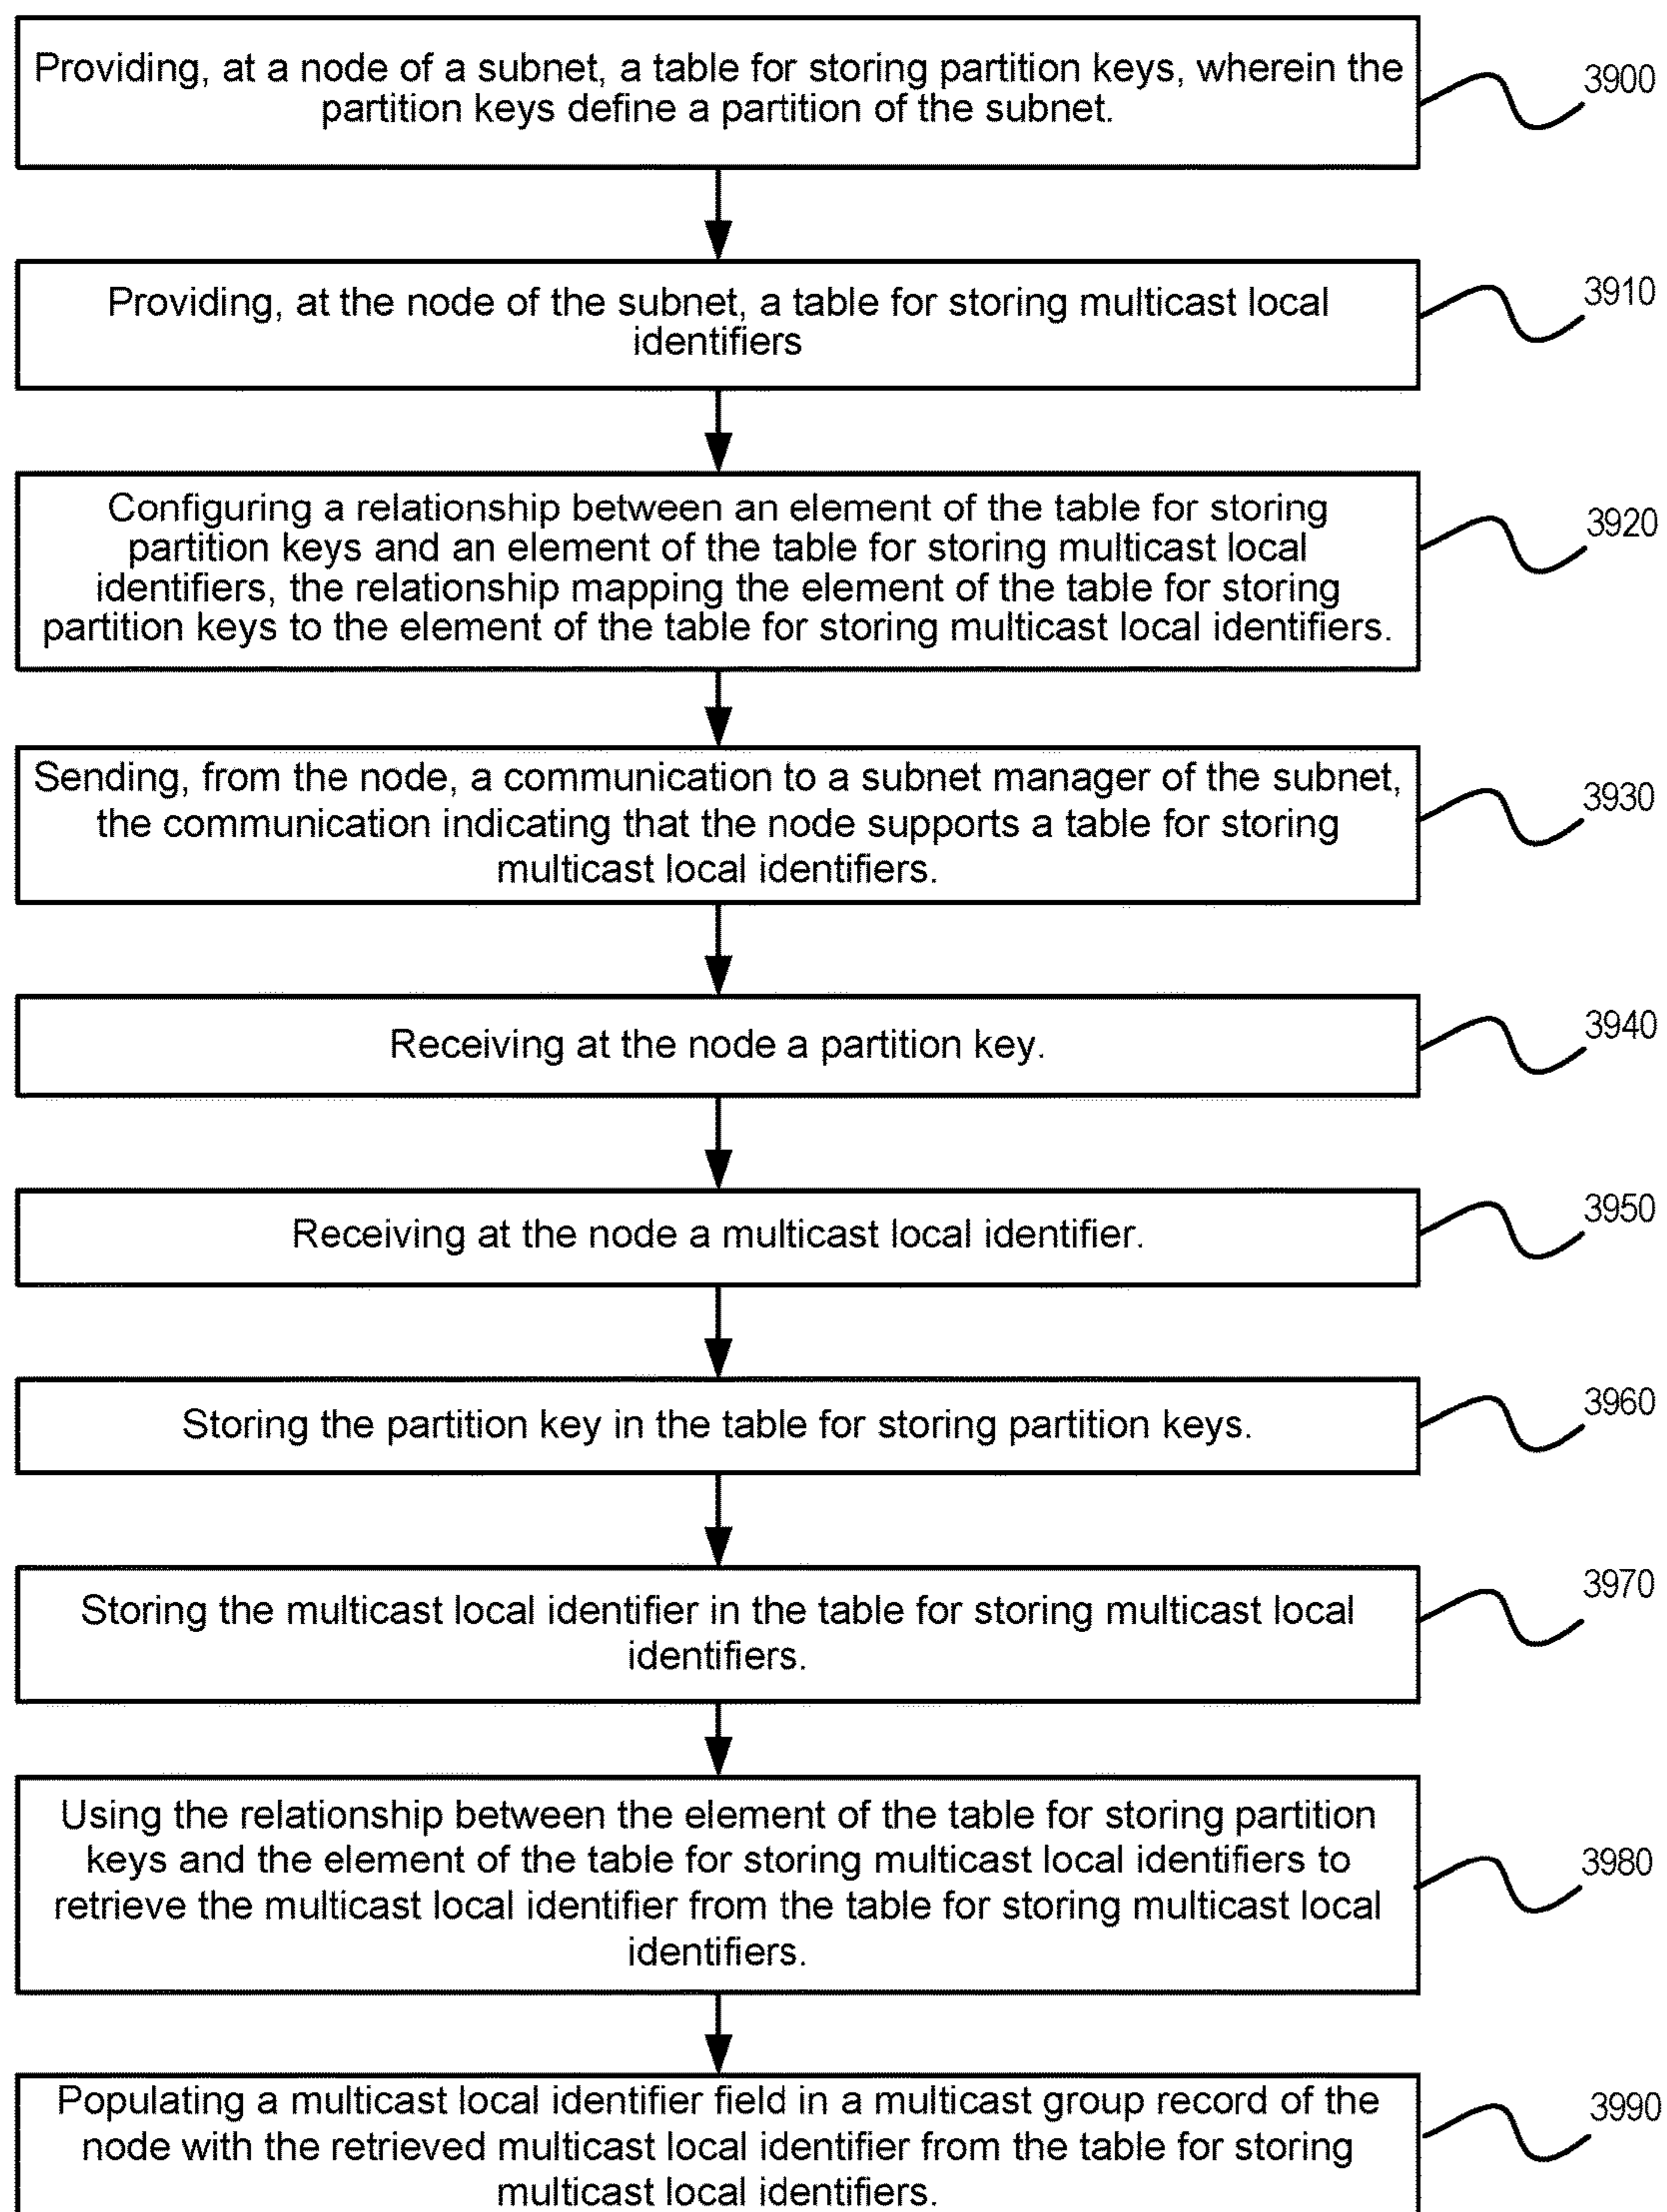 Providing, at a node of a subnet, a table for storing partition keys, wherein the
partition keys define a partition of the subnet.
3900
Providing, at the node of the subnet, a table for storing multicast local
identifiers
3910
Configuring a relationship between an element of the table for storing
partition keys and an element of the table for storing multicast local
identifiers, the relationship mapping the element of the table for storing
partition keys to the element of the table for storing multicast local identifiers.
3920
Sending, from the node, a communication to a subnet manager of the subnet,
the communication indicating that the node supports a table for storing
multicast local identifiers.
3930
Receiving at the node a partition key.
3940
Receiving at the node a multicast local identifier.
3950
Storing the partition key in the table for storing partition keys.
3960
Storing the multicast local identifier in the table for storing multicast local
identifiers.
3970
Using the relationship between the element of the table for storing partition
keys and the element of the table for storing multicast local identifiers to
retrieve the multicast local identifier from the table for storing multicast local
identifiers.
3980
Populating a multicast local identifier field in a multicast group record of the
node with the retrieved multicast local identifier from the table for storing
multicast local identifiers.
3990